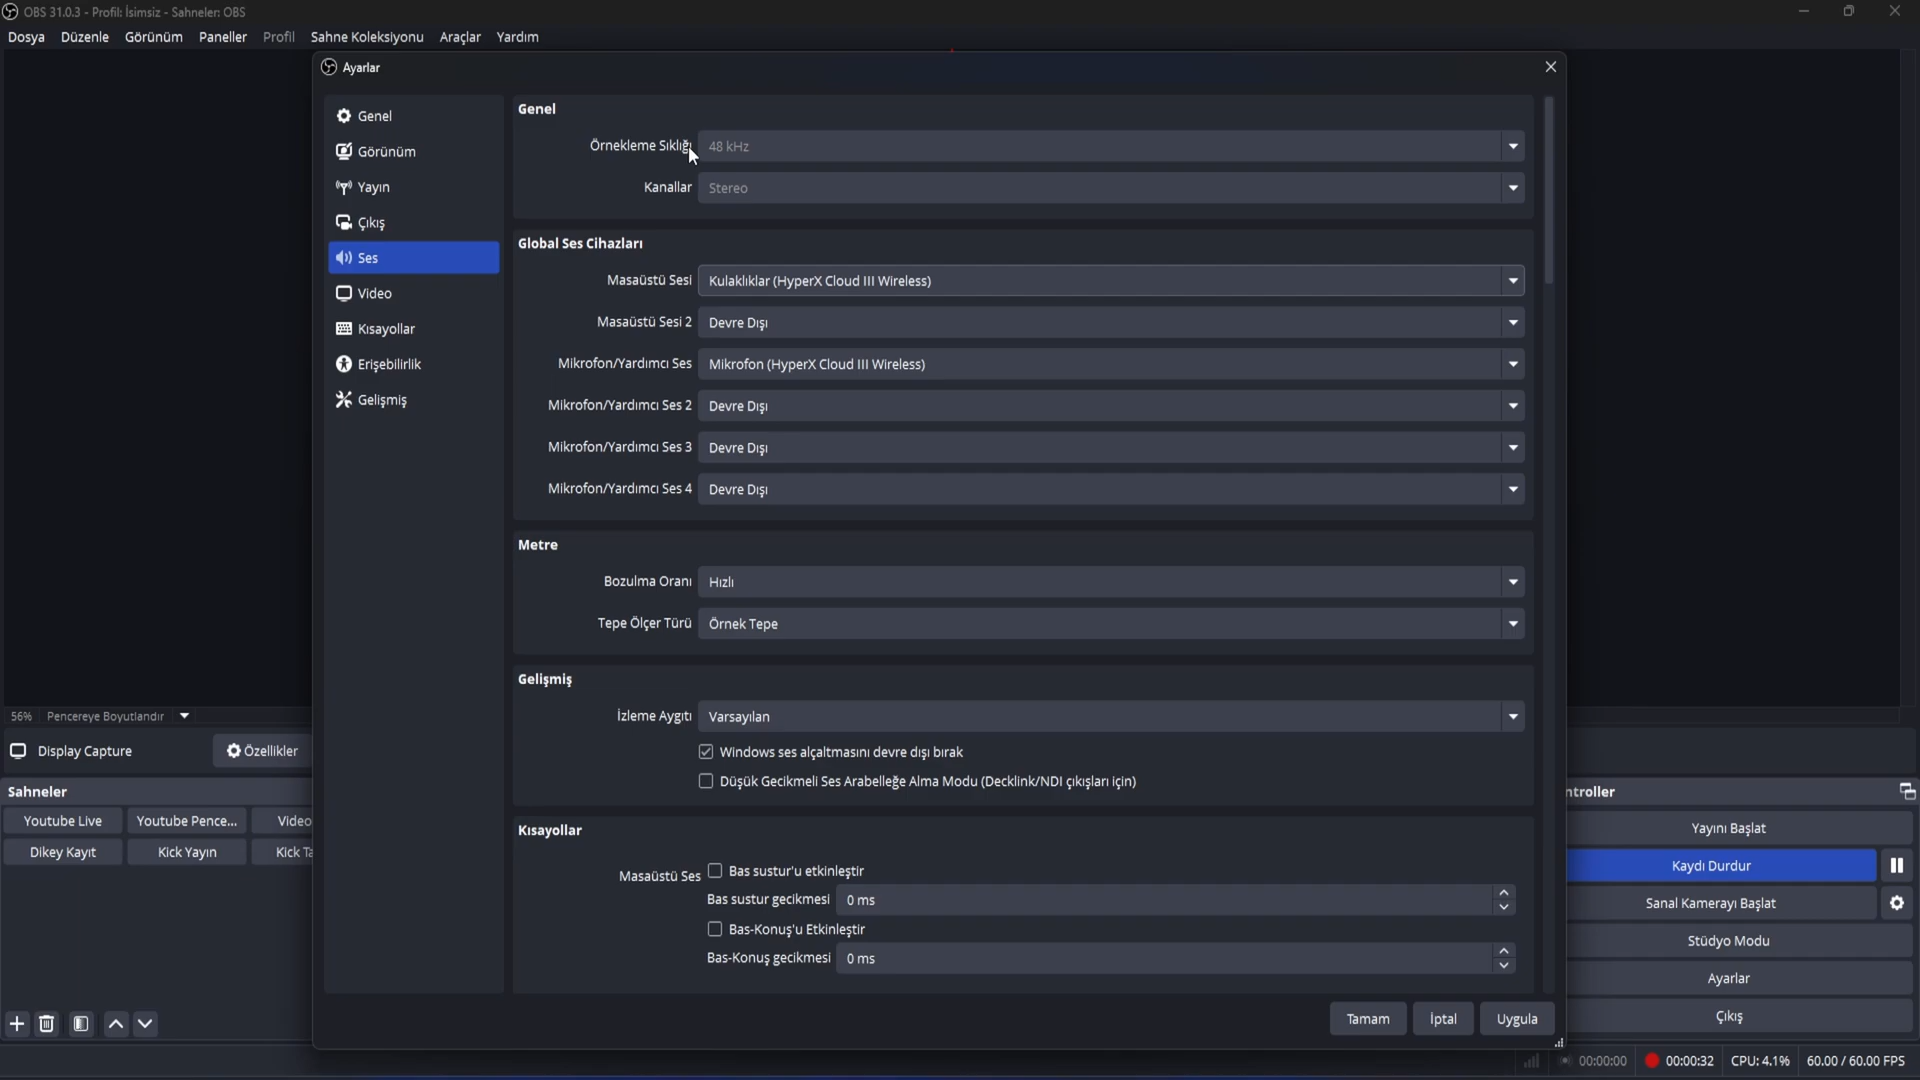 OBS 31.0.3 - Profil: İsimsiz - Sahneler: OBS
Dosya Düzenle Görünüm Paneller Profil Sahne Koleksiyonu Araçlar Yardım
Ayarlar
Genel
Görünüm
Yayın
Çıkış
Ses
Video
Kısayollar
Erişebilirlik
Gelişmiş
Genel
Örnekleme Sıklığı 48 kHz
Kanallar Stereo
Global Ses Cihazları
Masaüstü Sesi Kulaklıklar (HyperX Cloud III Wireless)
Masaüstü Sesi 2 Devre Dışı
Mikrofon/Yardımcı Ses Mikrofon (HyperX Cloud III Wireless)
Mikrofon/Yardımcı Ses 2 Devre Dışı
Mikrofon/Yardımcı Ses 3 Devre Dışı
Mikrofon/Yardımcı Ses 4 Devre Dışı
Metre
Bozulma Oranı Hızlı
Tepe Ölçer Türü Örnek Tepe
Gelişmiş
İzleme Aygıtı Varsayılan
Windows ses alçaltmasını devre dışı bırak
Düşük Gecikmeli Ses Arabelleğe Alma Modu (Decklink/NDI çıkışları için)
Kısayollar
Masaüstü Ses Bas sustur'u etkinleştir
Bas sustur gecikmesi 0 ms
Bas-Konuş'u Etkinleştir
Bas-Konuş gecikmesi 0 ms
Tamam İptal Uygula
56% Pencereye Boyutlandır
Display Capture Özellikler
Sahneler
Youtube Live Youtube Pence... Video
Dikey Kayıt Kick Yayın Kick Ta
ntroller
Yayını Başlat
Kaydı Durdur
Sanal Kamerayı Başlat
Stüdyo Modu
Ayarlar
Çıkış
00:00:00 00:00:32 CPU: 4.1% 60.00 / 60.00 FPS